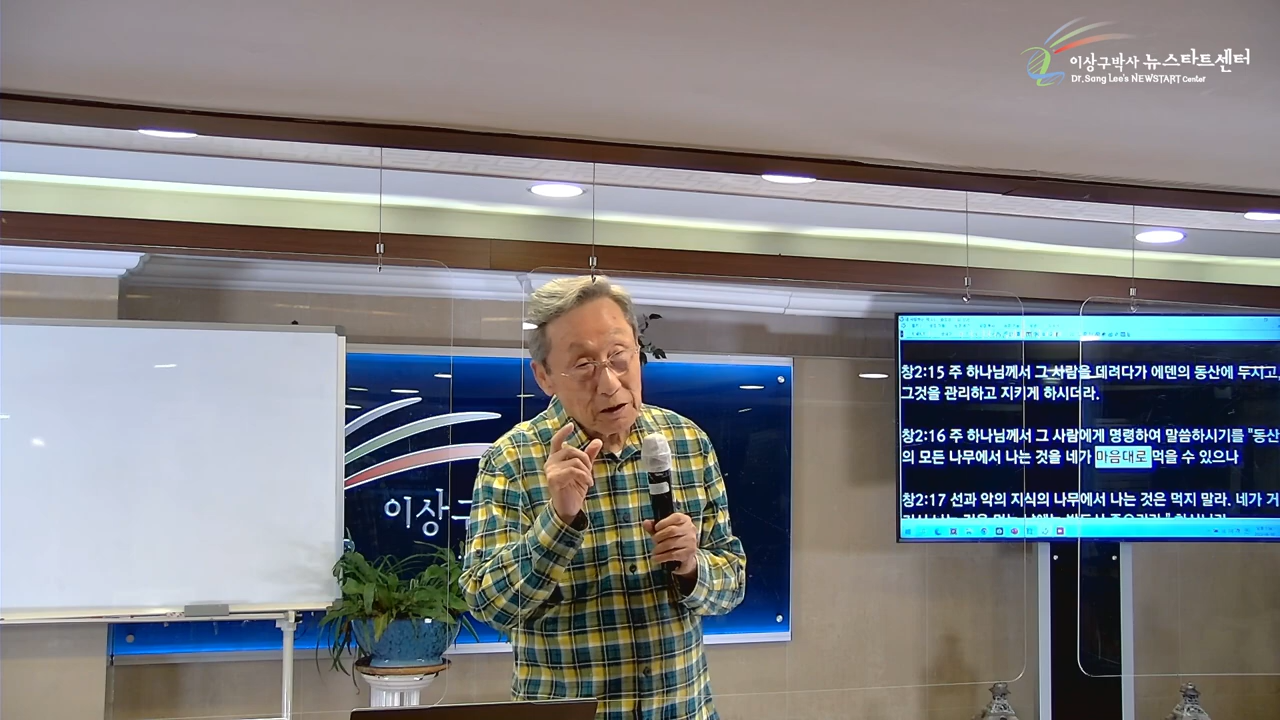 이상구박사 뉴스타트센터
Dr. Sang Lee's NEWSTART Center
이상구
창2:15 주 하나님께서 그 사람을 데려다가 에덴의 동산에 두시고,
그것을 관리하고 지키게 하시더라.
창2:16 주 하나님께서 그 사람에게 명령하여 말씀하시기를 "동산
의 모든 나무에서 나는 것을 네가 마음대로 먹을 수 있으나
창2:17 선과 악의 지식의 나무에서 나는 것은 먹지 말라. 네가 거